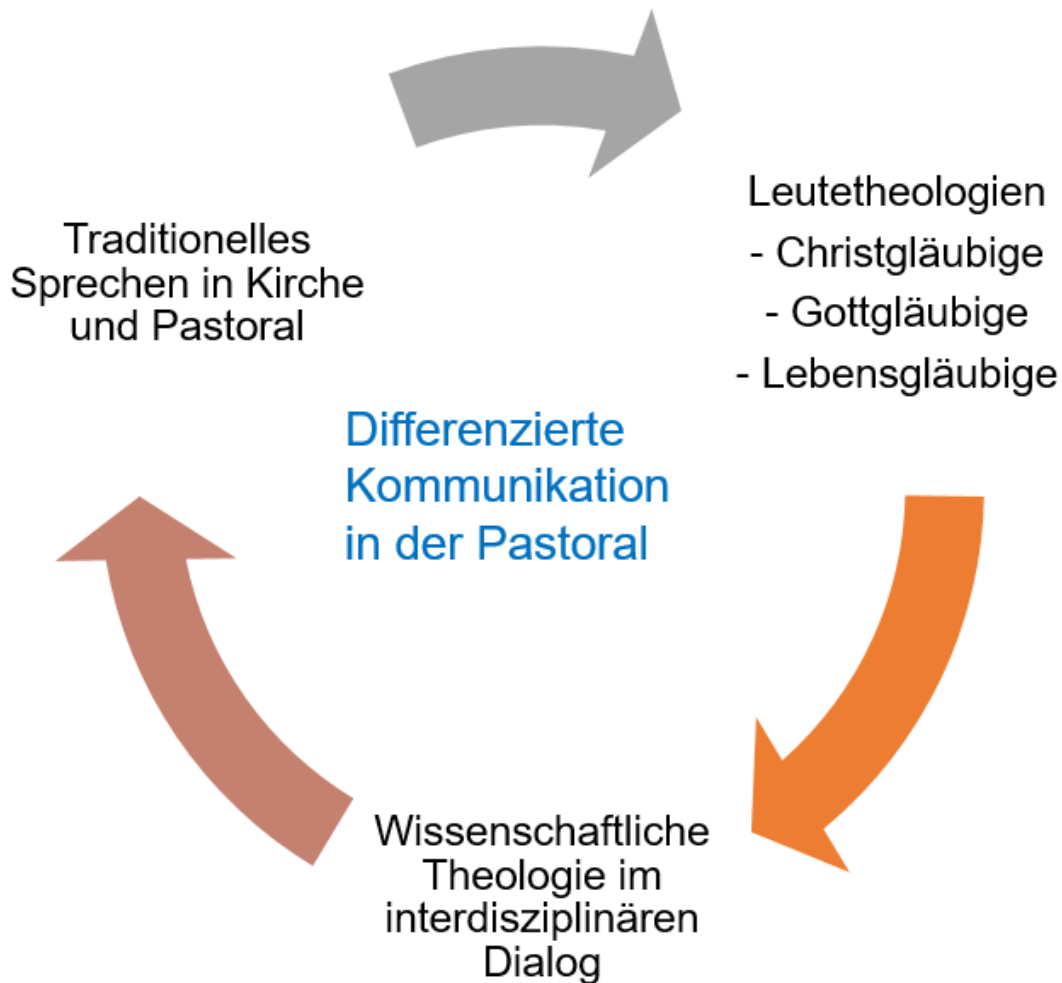 Traditionelles
Sprechen in Kirche
und Pastoral
Leutetheologien
- Christgläubige
- Gottgläubige
- Lebensgläubige
Differenzierte
Kommunikation
in der Pastoral
Wissenschaftliche
Theologie im
interdisziplinären
Dialog